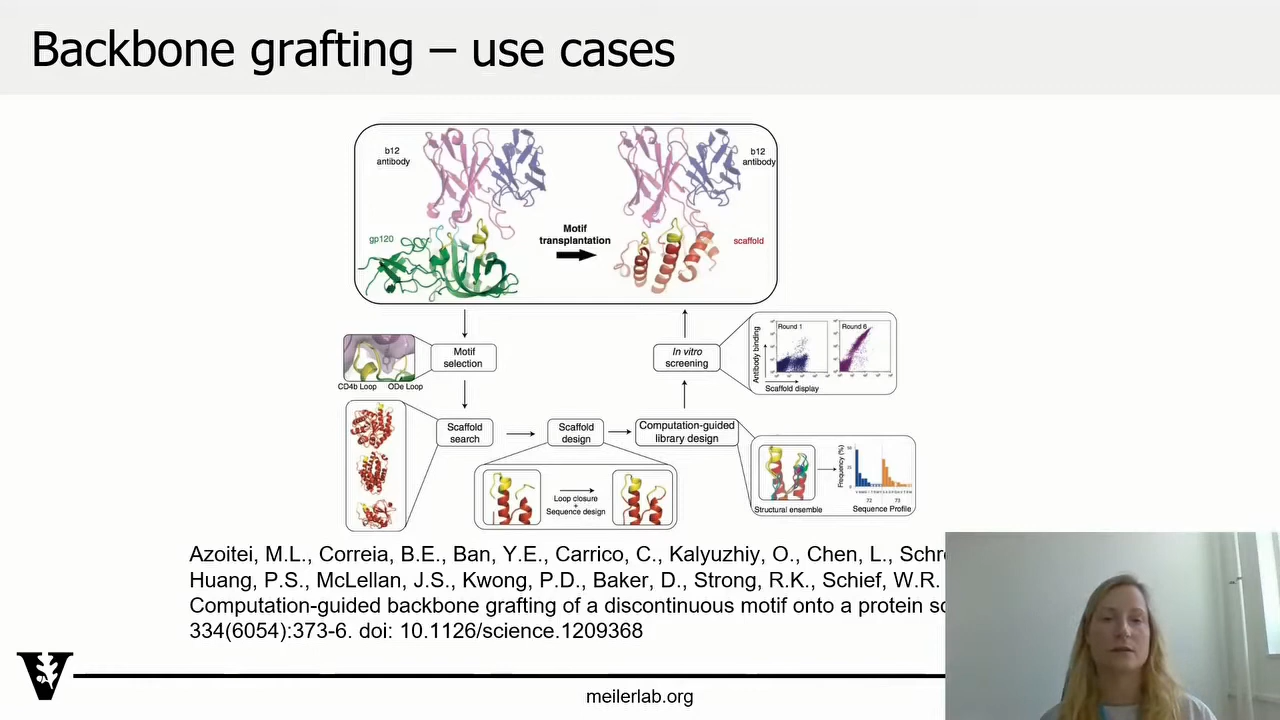 Backbone grafting – use cases
b12
antibody
b12
antibody
gp120
Motif
transplantation
scaffold
Motif
selection
CD4b Loop
ODe Loop
In vitro
screening
Antibody binding
Round 1
Round 6
Scaffold display
Scaffold
search
Scaffold
design
Computation-guided
library design
Loop closure
+
Sequence design
Structural ensemble
Frequency (%)
72
73
Sequence Profile
Azoitei, M.L., Correia, B.E., Ban, Y.E., Carrico, C., Kalyuzhiy, O., Chen, L., Schr
Huang, P.S., McLellan, J.S., Kwong, P.D., Baker, D., Strong, R.K., Schief, W.R.
Computation-guided backbone grafting of a discontinuous motif onto a protein sc
334(6054):373-6. doi: 10.1126/science.1209368
meilerlab.org